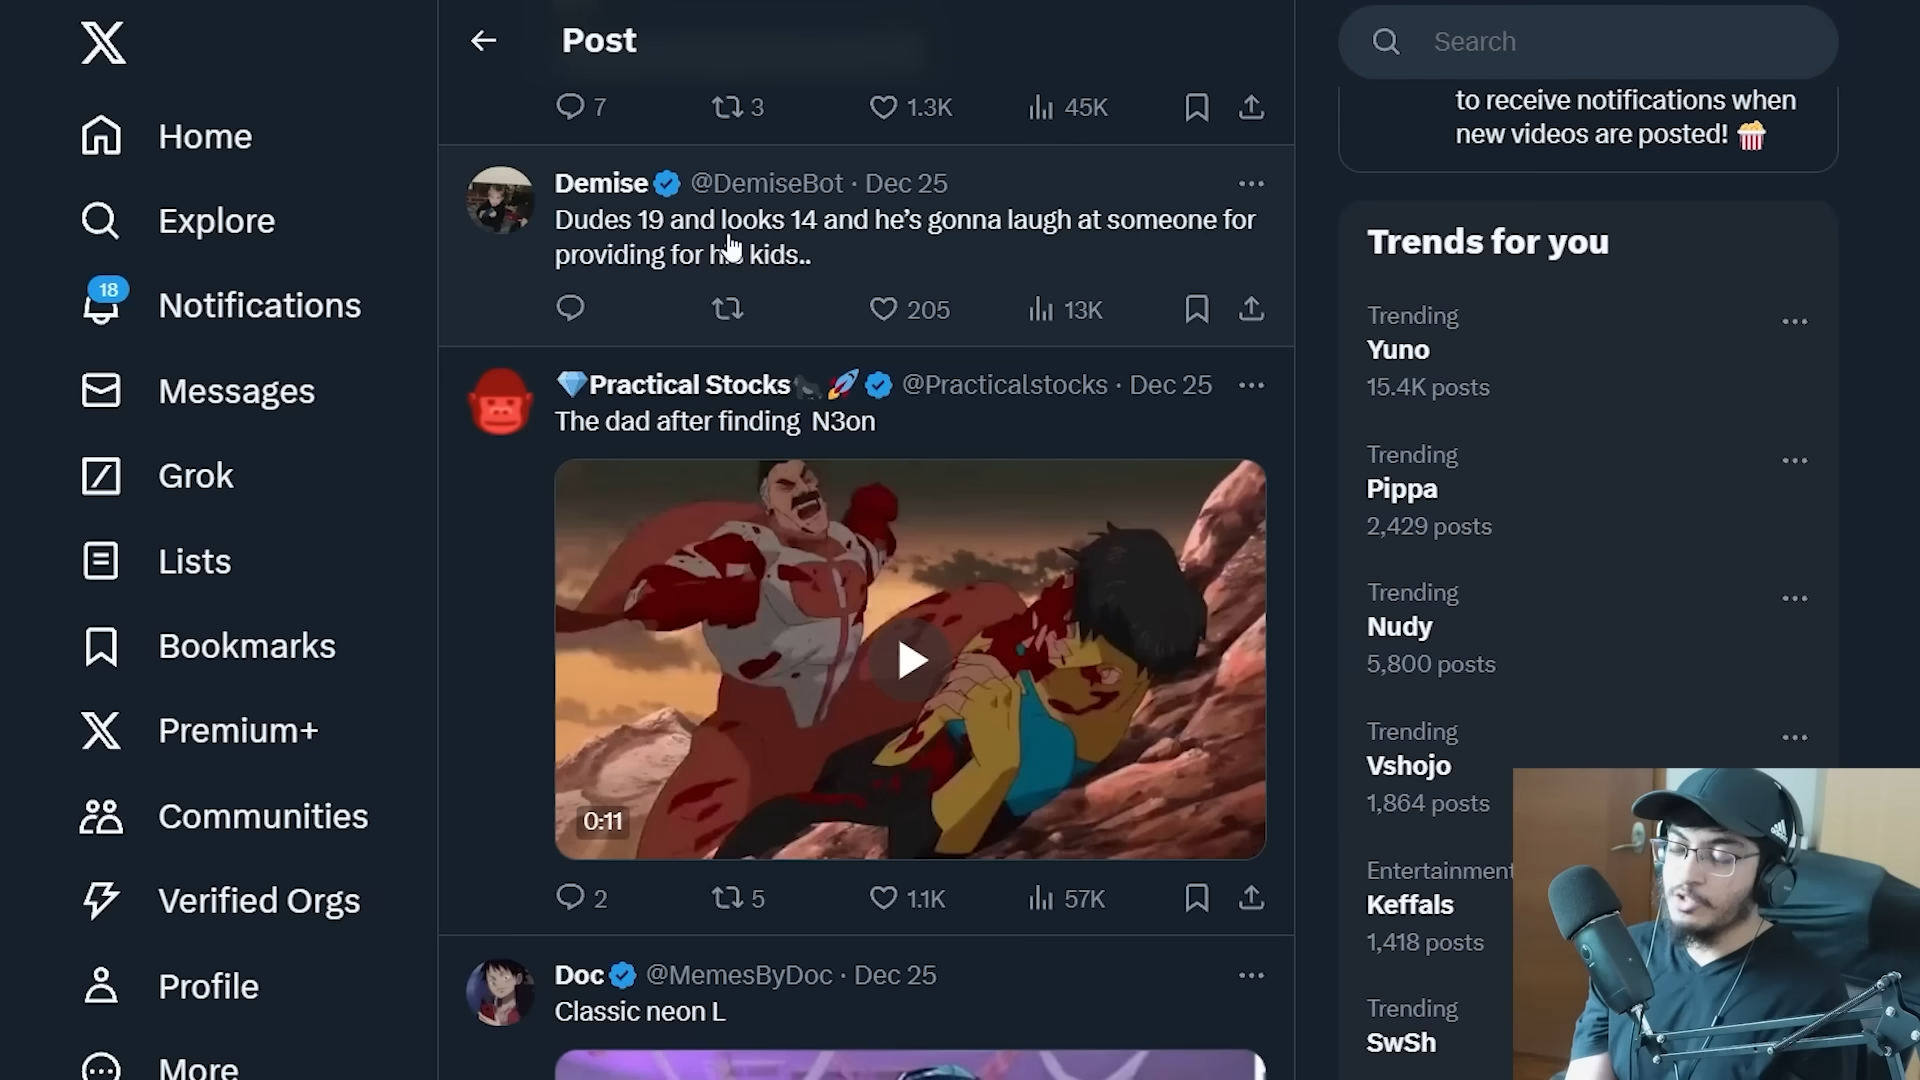 Home
Explore
18
Notifications
Messages
Grok
Lists
Bookmarks
Premium+
Communities
Verified Orgs
Profile
More
Post
7 3 1.3K 45K
Demise @DemiseBot · Dec 25
Dudes 19 and looks 14 and he's gonna laugh at someone for
providing for his kids..
205 13K
💎Practical Stocks🦍🚀 @Practicalstocks · Dec 25
The dad after finding N3on
0:11
2 5 1.1K 57K
Doc @MemesByDoc · Dec 25
Classic neon L
Search
to receive notifications when
new videos are posted! 🍿
Trends for you
Trending
Yuno
15.4K posts
Trending
Pippa
2,429 posts
Trending
Nudy
5,800 posts
Trending
Vshojo
1,864 posts
Entertainment
Keffals
1,418 posts
Trending
SwSh